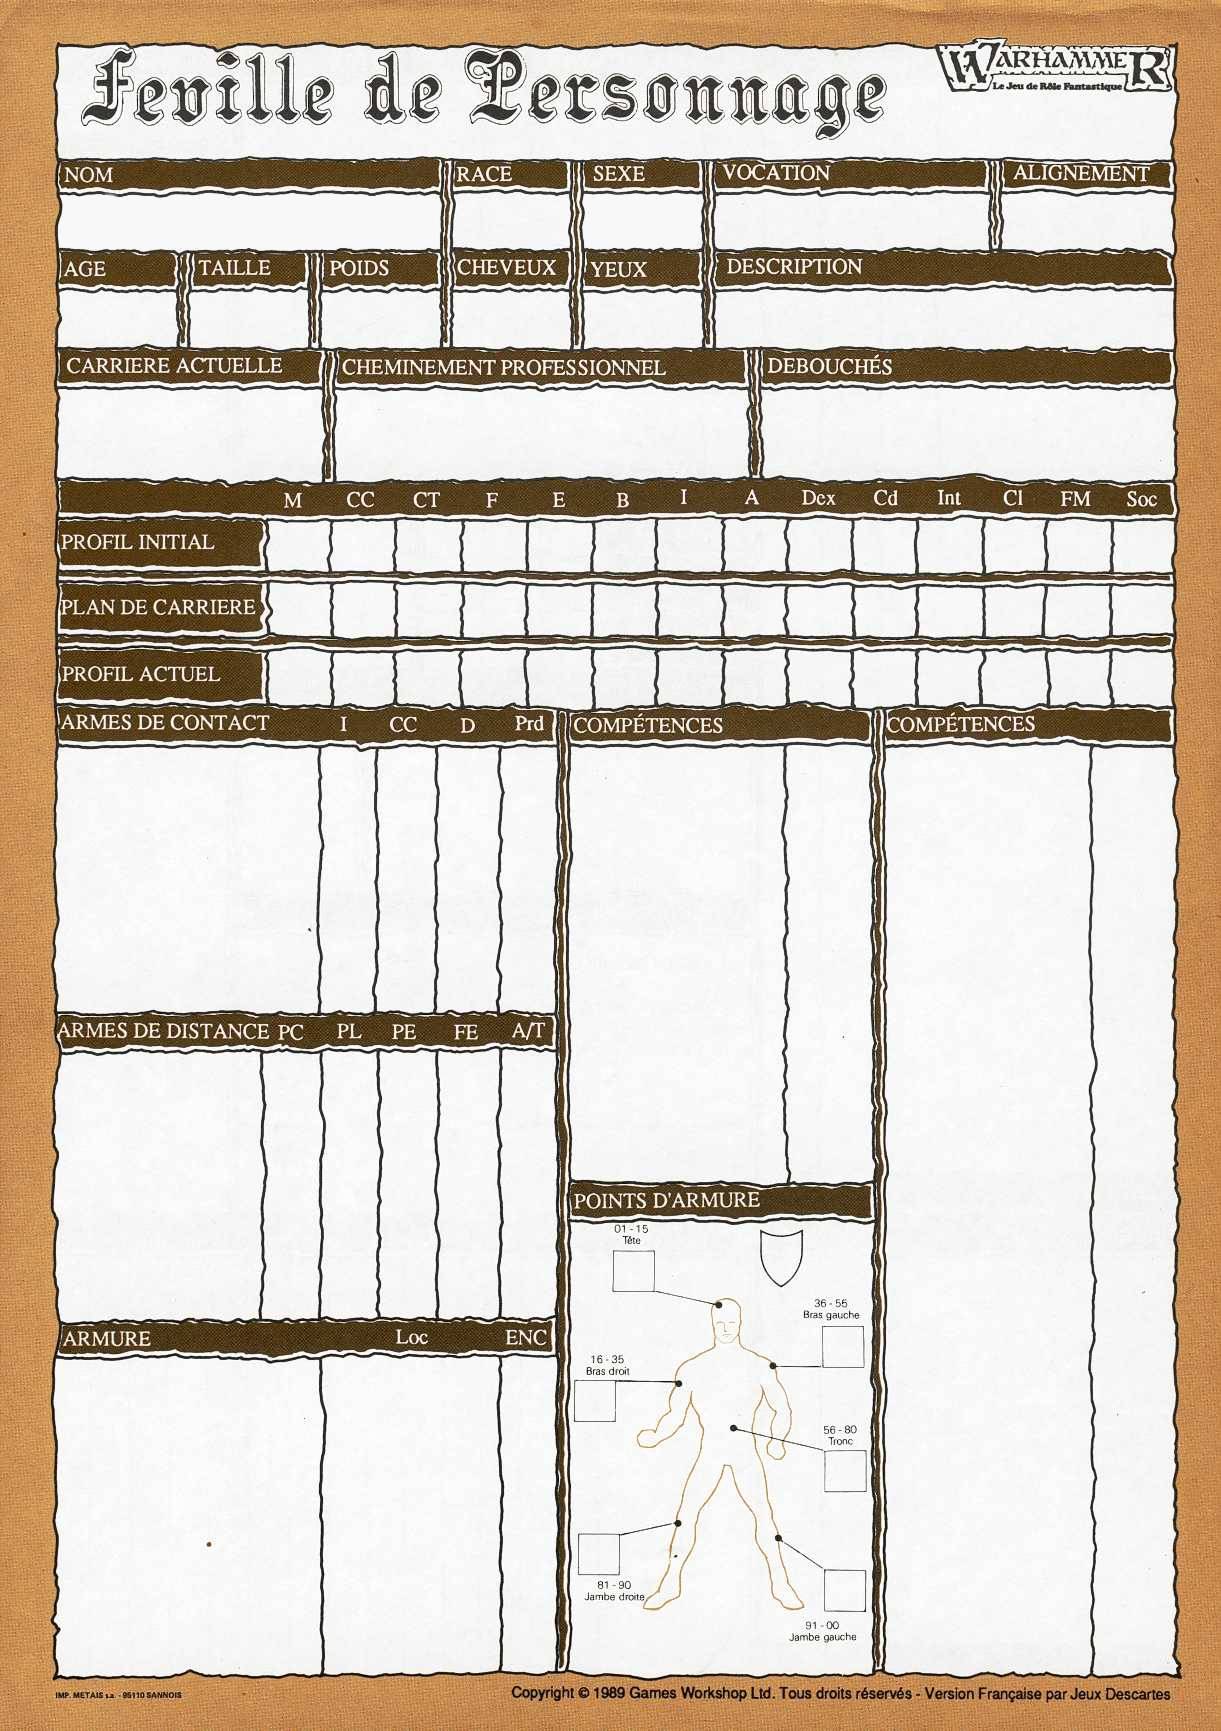 Feuille de Personnage
WARHAMMER
Le Jeu de Rôle Fantastique
NOM RACE SEXE VOCATION ALIGNEMENT
AGE TAILLE POIDS CHEVEUX YEUX DESCRIPTION
CARRIERE ACTUELLE CHEMINEMENT PROFESSIONNEL DEBOUCHÉS
M CC CT F E B I A Dex Cd Int Cl FM Soc
PROFIL INITIAL
PLAN DE CARRIERE
PROFIL ACTUEL
ARMES DE CONTACT I CC D Prd COMPÉTENCES COMPÉTENCES
ARMES DE DISTANCE PC PL PE FE A/T
POINTS D'ARMURE
01 - 15
Tête
36 - 55
Bras gauche
ARMURE Loc ENC
16 - 35
Bras droit
56 - 80
Tronc
81 - 90
Jambe droite
91 - 00
Jambe gauche
IMP. METAIS s.a. - 95110 SANNOIS
Copyright © 1989 Games Workshop Ltd. Tous droits réservés - Version Française par Jeux Descartes